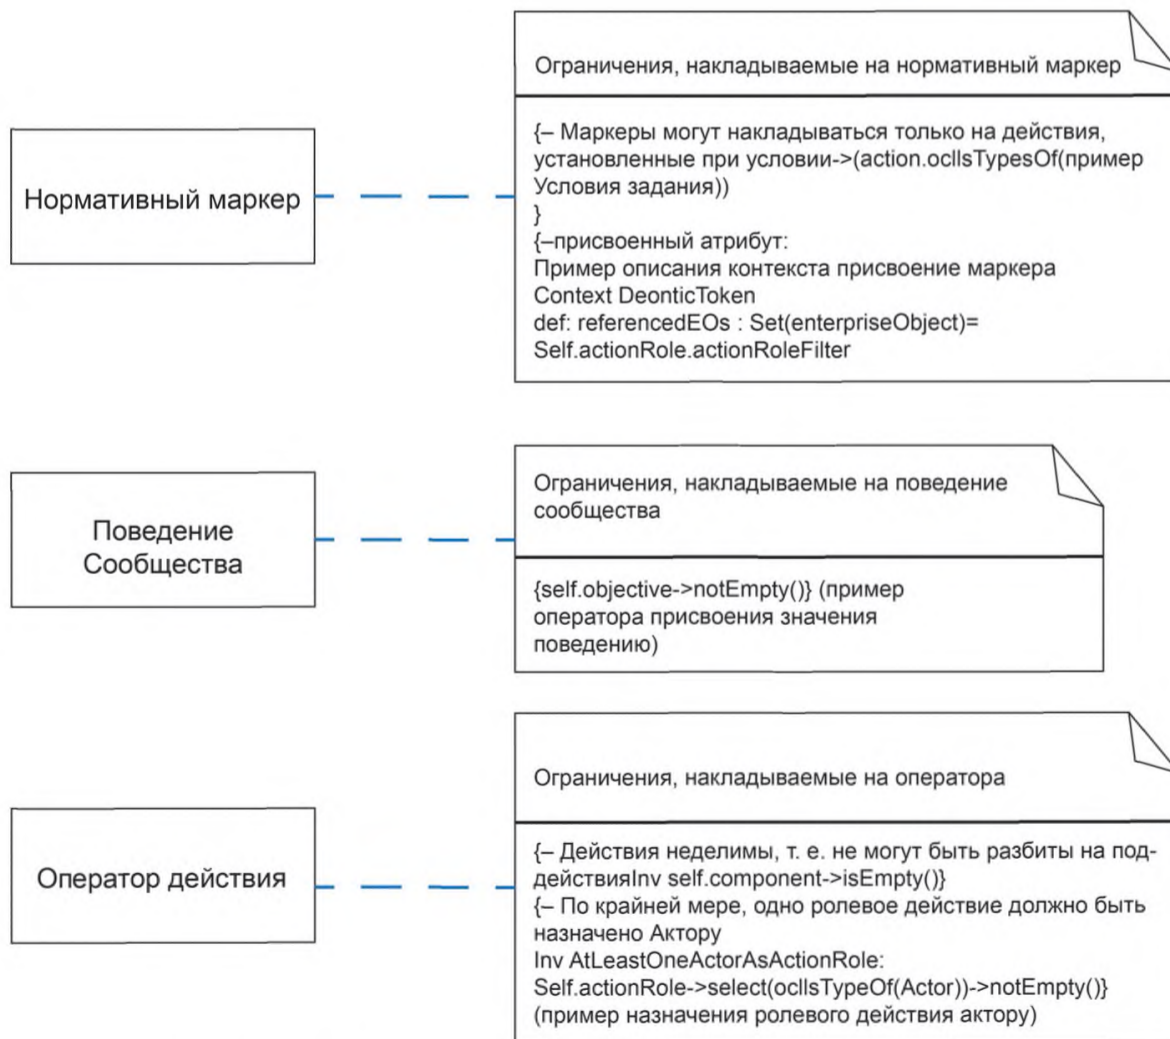 Нормативный маркер
Ограничения, накладываемые на нормативный маркер
{– Маркеры могут накладываться только на действия,
установленные при условии->(action.ocllsTypesOf(пример
Условия задания))
}
{–присвоенный атрибут:
Пример описания контекста присвоение маркера
Context DeonticToken
def: referencedEOs : Set(enterpriseObject)=
Self.actionRole.actionRoleFilter
Поведение
Сообщества
Ограничения, накладываемые на поведение
сообщества
{self.objective->notEmpty()} (пример
оператора присвоения значения
поведению)
Оператор действия
Ограничения, накладываемые на оператора
{– Действия неделимы, т. е. не могут быть разбиты на под-
действияInv self.component->isEmpty()}
{– По крайней мере, одно ролевое действие должно быть
назначено Актору
Inv AtLeastOneActorAsActionRole:
Self.actionRole->select(ocllsTypeOf(Actor))->notEmpty()}
(пример назначения ролевого действия актору)